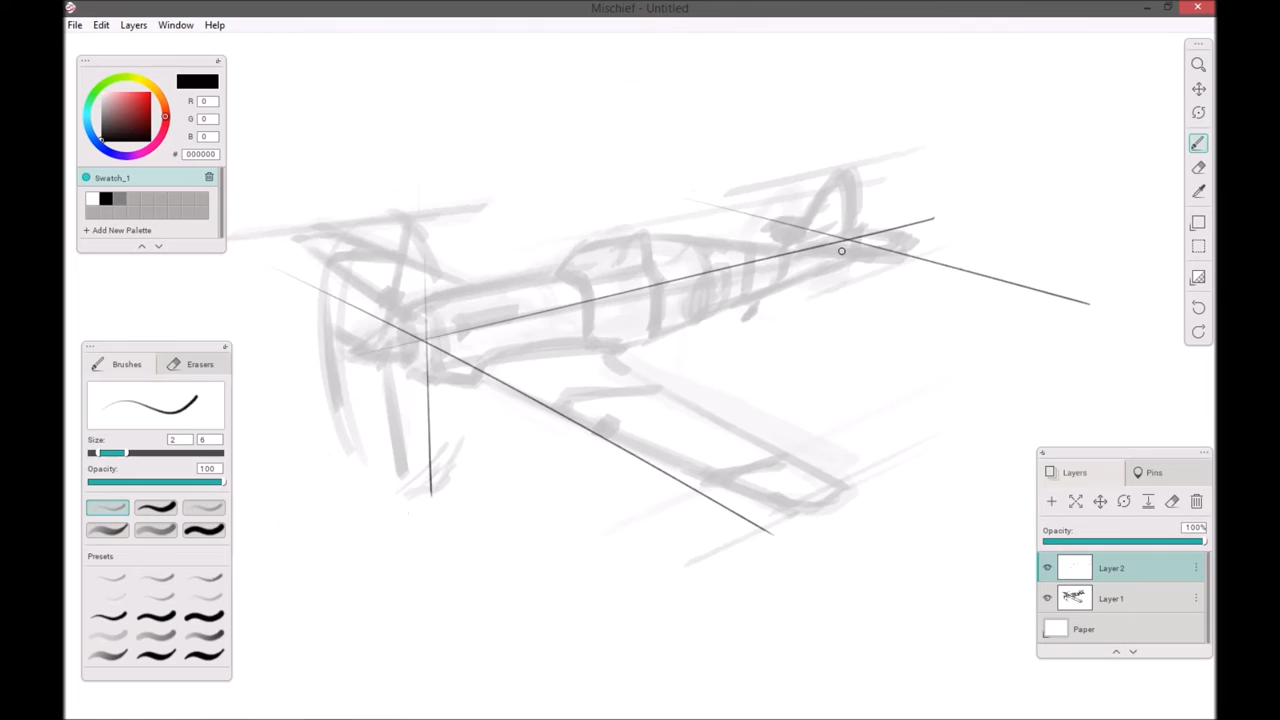 Mischief - Untitled
File Edit Layers Window Help
R 0
G 0
B 0
# 000000
Swatch_1
+ Add New Palette
Brushes Erasers
Size: 2 6
Opacity: 100
Presets
Layers Pins
Opacity: 100%
Layer 2
Layer 1
Paper